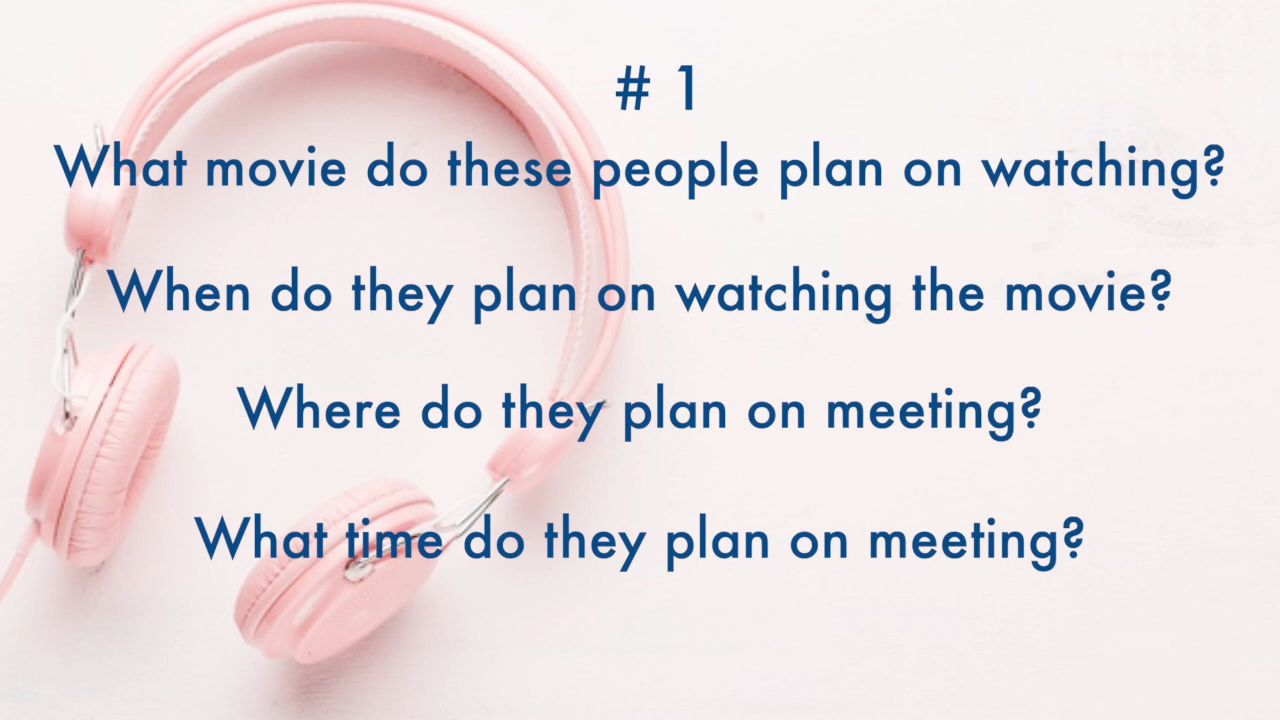 # 1
What movie do these people plan on watching?
When do they plan on watching the movie?
Where do they plan on meeting?
What time do they plan on meeting?